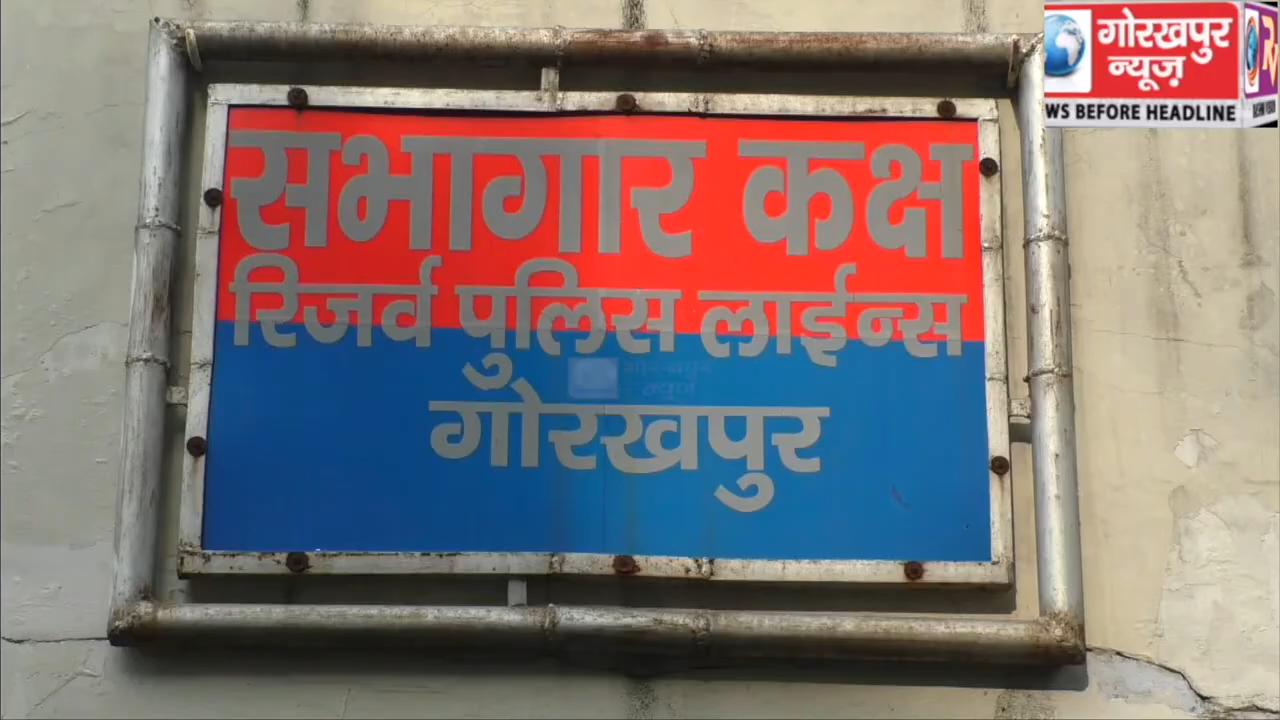 सभागार कक्ष
रिजर्व पुलिस लाईन्स
गोरखपुर
गोरखपुर
न्यूज़
WS BEFORE HEADLINE